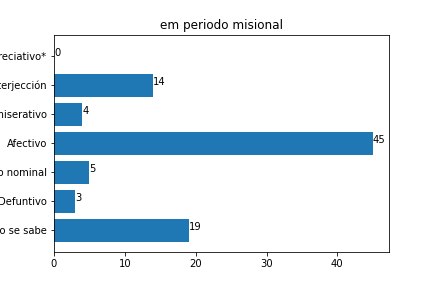 em periodo misional
reciativo* 0
terjección 14
niserativo 4
Afectivo 45
o nominal 5
Defuntivo 3
o se sabe 19
0 10 20 30 40